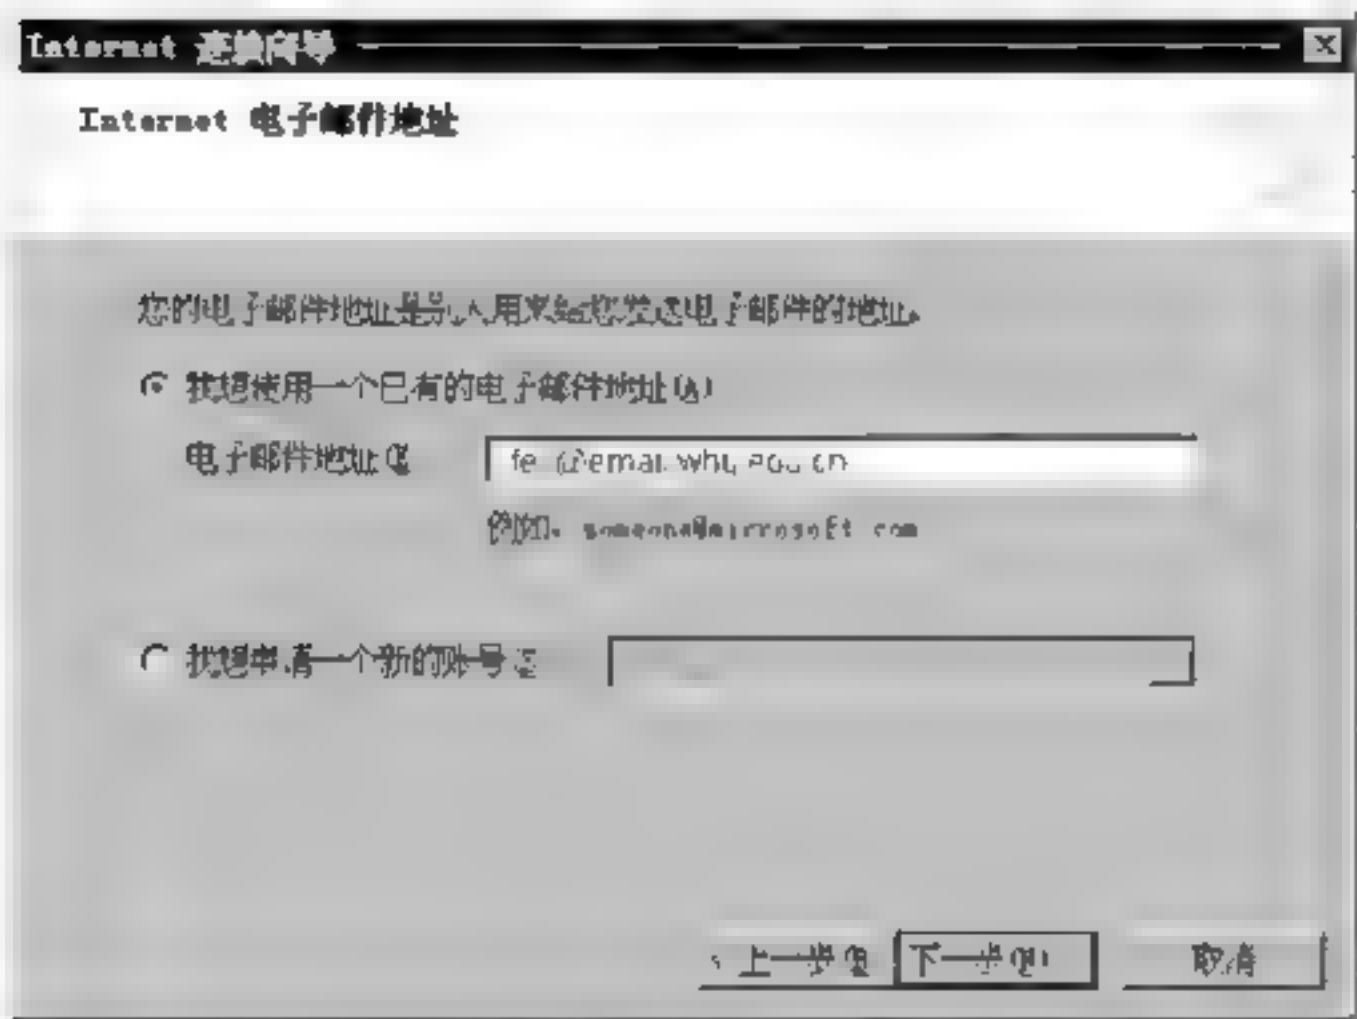 Internet 连接向导
Internet 电子邮件地址
您的电子邮件地址是别人用来给您发送电子邮件的地址。
我想使用一个已有的电子邮件地址(A)
电子邮件地址(E)
例如: someone@microsoft.com
我想申请一个新的账号
上一步(B)
下一步(N)
取消